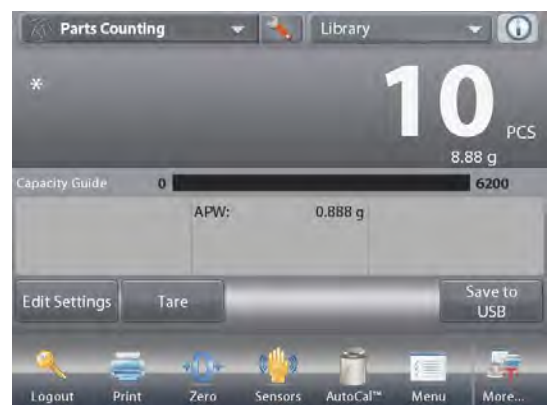 Parts Counting
Library
*
10 PCS
8.88 g
Capacity Guide 0 6200
APW: 0.888 g
Edit Settings Tare
Save to
USB
Logout Print Zero Sensors AutoCal™ Menu More...